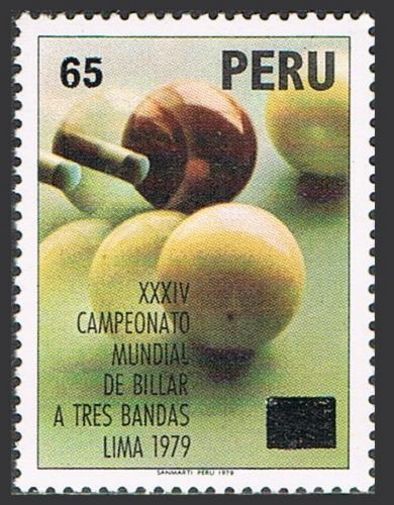 65 PERU
XXXIV
CAMPEONATO
MUNDIAL
DE BILLAR
A TRES BANDAS
LIMA 1979
SANMARTI PERU 1979